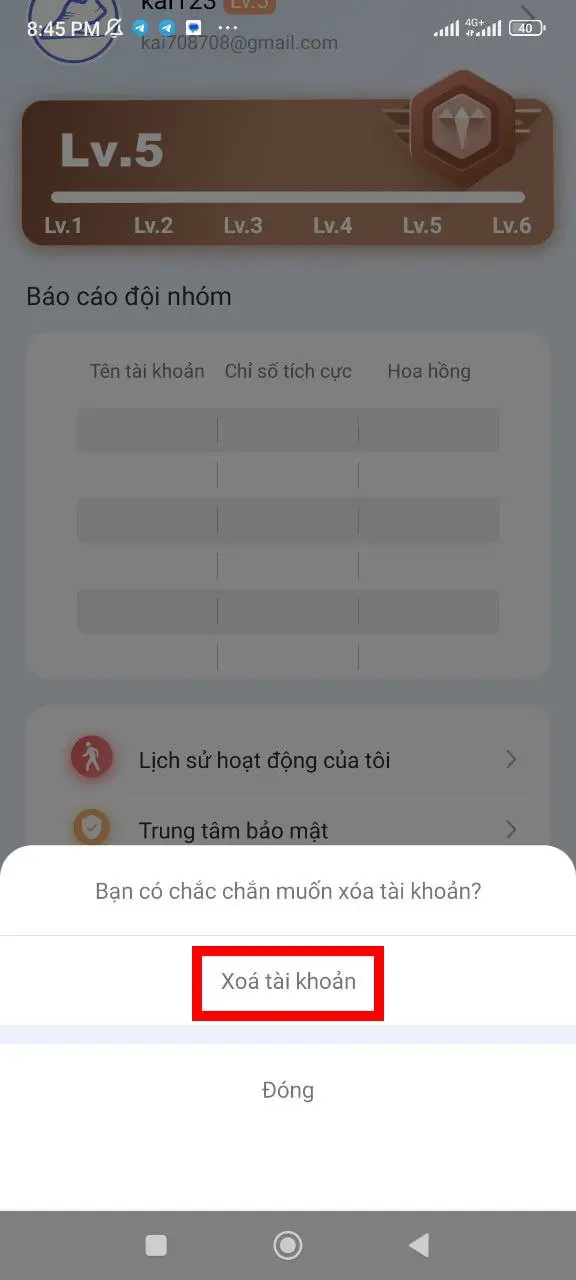 kai123 Lv.5
8:45 PM 4G+ 40
kai708708@gmail.com
Lv.5
Lv.1 Lv.2 Lv.3 Lv.4 Lv.5 Lv.6
Báo cáo đội nhóm
Tên tài khoản Chỉ số tích cực Hoa hồng
Lịch sử hoạt động của tôi
Trung tâm bảo mật
Bạn có chắc chắn muốn xóa tài khoản?
Xoá tài khoản
Đóng